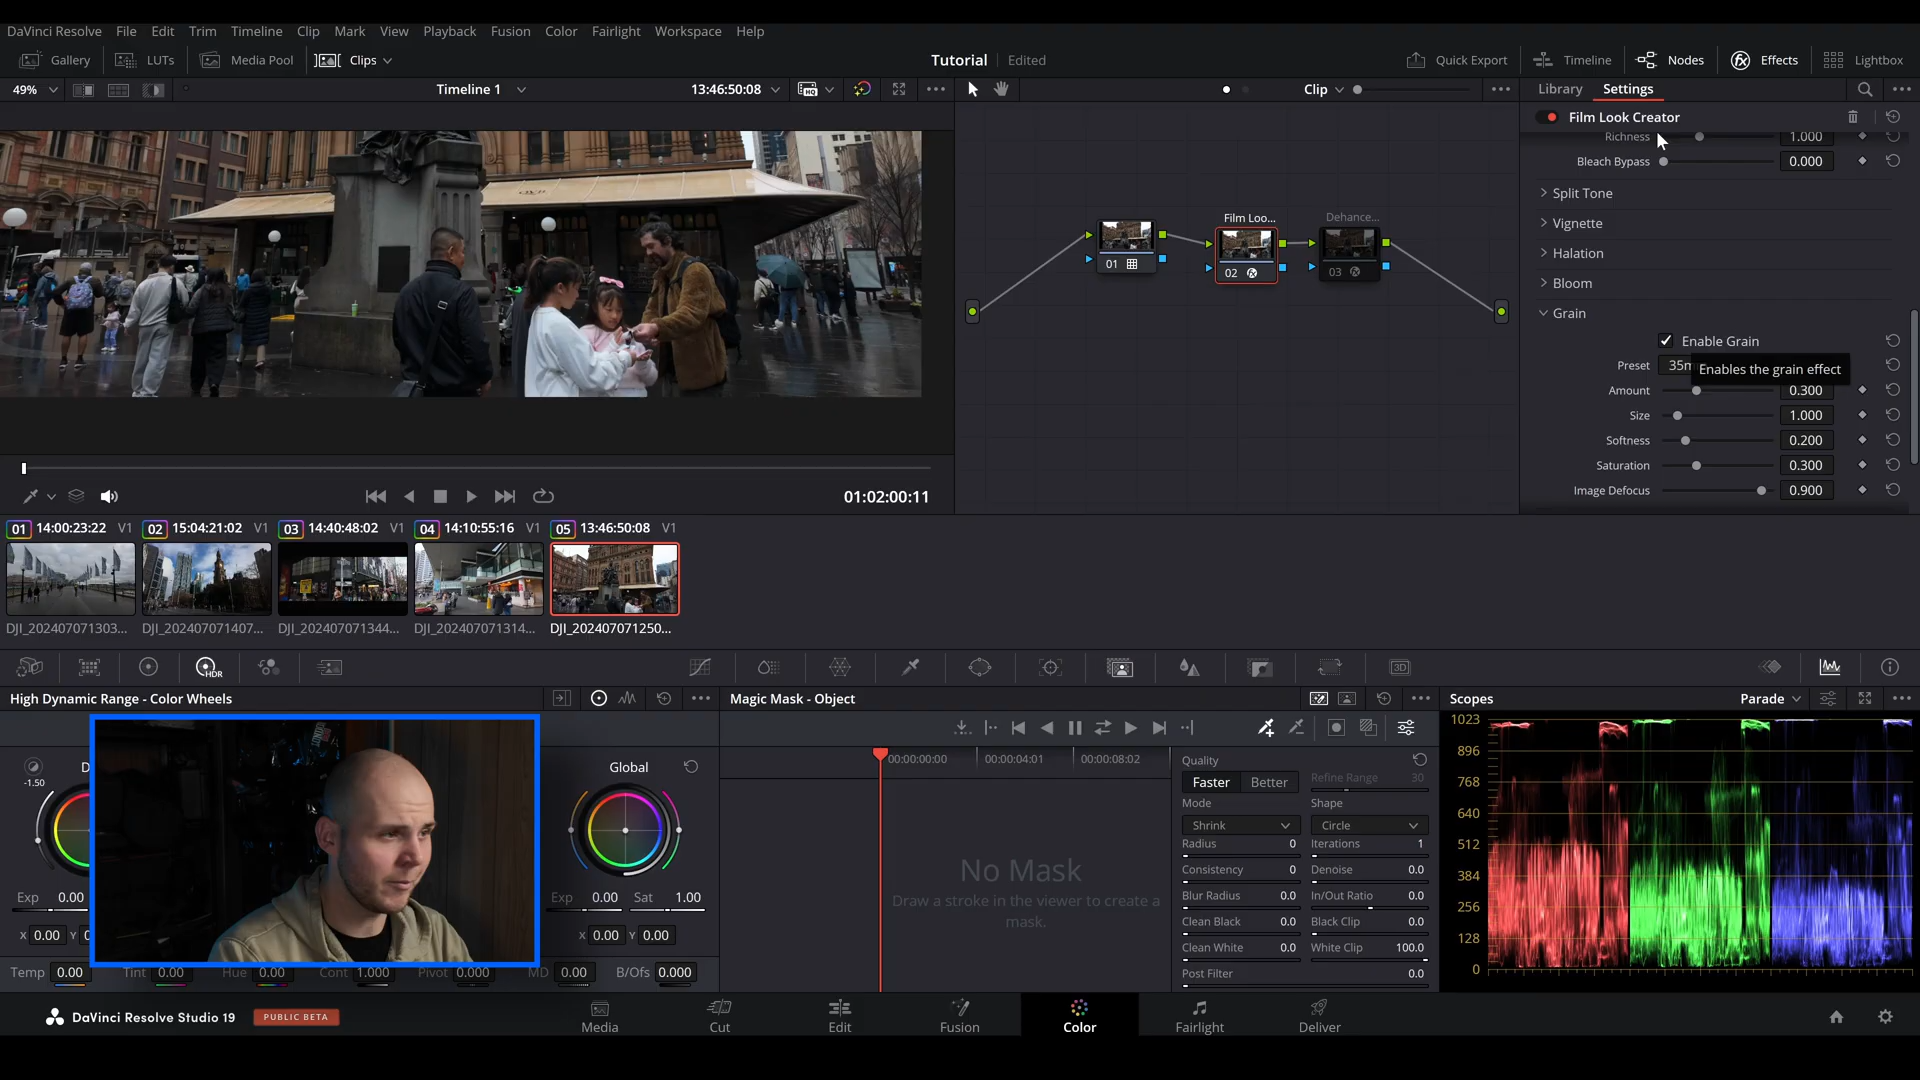 DaVinci Resolve File Edit Trim Timeline Clip Mark View Playback Fusion Color Fairlight Workspace Help
Gallery LUTs Media Pool Clips Tutorial Edited Quick Export Timeline Nodes Effects Lightbox
49% Timeline 1 13:46:50:08 Clip Library Settings
Film Look Creator
Richness 1.000
Bleach Bypass 0.000
Split Tone
Vignette
Halation
Bloom
Grain
Enable Grain
Preset 35m
Enables the grain effect
Amount 0.300
Size 1.000
Softness 0.200
Saturation 0.300
Image Defocus 0.900
Film Loo... Dehance...
01 02 03
01:02:00:11
01 14:00:23:22 V1 02 15:04:21:02 V1 03 14:40:48:02 V1 04 14:10:55:16 V1 05 13:46:50:08 V1
DJI_202407071303... DJI_202407071407... DJI_202407071344... DJI_202407071314... DJI_202407071250...
HDR 3D
High Dynamic Range - Color Wheels
D
-1.50
Global
Exp 0.00 Exp 0.00 Sat 1.00
X 0.00 Y 0 X 0.00 Y 0.00
Temp 0.00 Tint 0.00 Hue 0.00 Cont 1.000 Pivot 0.000 MD 0.00 B/Ofs 0.000
Magic Mask - Object
00:00:00:00 00:00:04:01 00:00:08:02
No Mask
Draw a stroke in the viewer to create a
mask.
Quality
Faster Better Refine Range 30
Mode Shape
Shrink Circle
Radius 0 Iterations 1
Consistency 0 Denoise 0.0
Blur Radius 0.0 In/Out Ratio 0.0
Clean Black 0.0 Black Clip 0.0
Clean White 0.0 White Clip 100.0
Post Filter 0.0
Scopes Parade
1023
896
768
640
512
384
256
128
0
DaVinci Resolve Studio 19 PUBLIC BETA
Media Cut Edit Fusion Color Fairlight Deliver